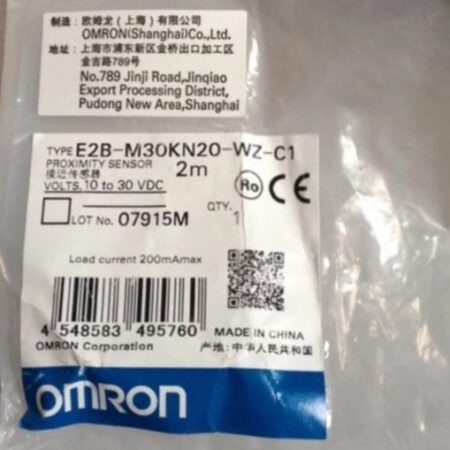 制造：欧姆龙（上海）有限公司
OMRON(Shanghai)Co.,Ltd.
地址：上海市浦东新区金桥出口加工区
金吉路789号
No.789 Jinji Road,Jinqiao
Export Processing District,
Pudong New Area,Shanghai
TYPE E2B-M30KN20-WZ-C1
PROXIMITY SENSOR 2m
接近传感器
VOLTS. 10 to 30 VDC
Ro CE
LOT No. 07915M QTY. 1
Load current 200mAmax
4 548583 495760
MADE IN CHINA
OMRON Corporation 产地：中华人民共和国
OMRON